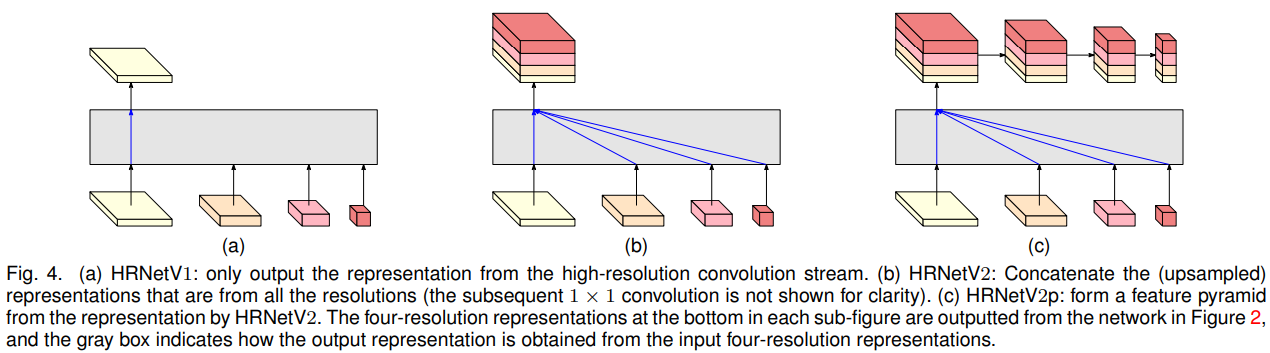 (a)
(b)
(c)
Fig. 4. (a) HRNetV1: only output the representation from the high-resolution convolution stream. (b) HRNetV2: Concatenate the (upsampled)
representations that are from all the resolutions (the subsequent 1 × 1 convolution is not shown for clarity). (c) HRNetV2p: form a feature pyramid
from the representation by HRNetV2. The four-resolution representations at the bottom in each sub-figure are outputted from the network in Figure 2,
and the gray box indicates how the output representation is obtained from the input four-resolution representations.